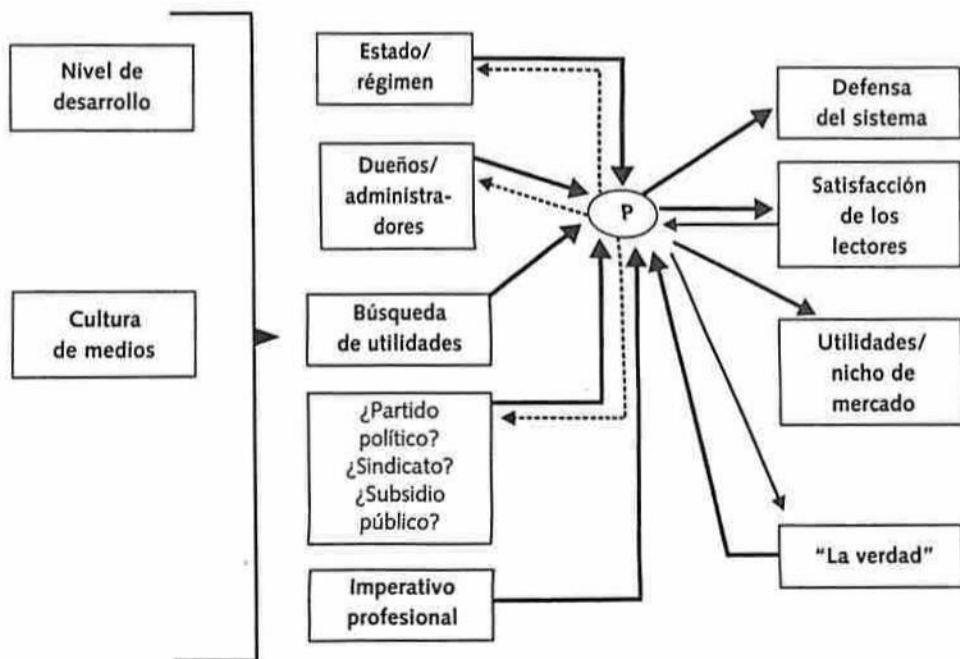 Nivel de
desarrollo
Cultura
de medios
Estado/
régimen
Dueños/
administra-
dores
Búsqueda
de utilidades
¿Partido
político?
¿Sindicato?
¿Subsidio
público?
Imperativo
profesional
P
Defensa
del sistema
Satisfacción
de los
lectores
Utilidades/
nicho de
mercado
“La verdad”